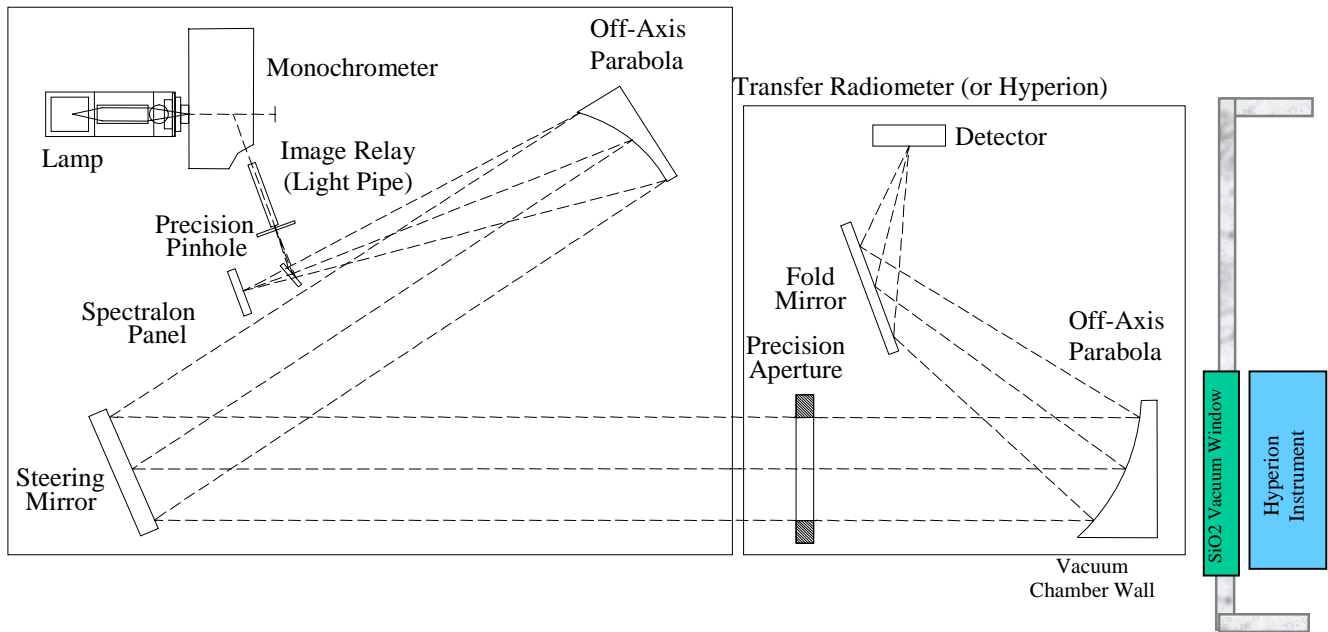 Off-Axis
Parabola
Monochrometer
Transfer Radiometer (or Hyperion)
Lamp
Image Relay
(Light Pipe)
Detector
Precision
Pinhole
Spectralon
Panel
Fold
Mirror
Off-Axis
Parabola
Precision
Aperture
Steering
Mirror
SiO2 Vacuum Window
Hyperion
Instrument
Vacuum
Chamber Wall